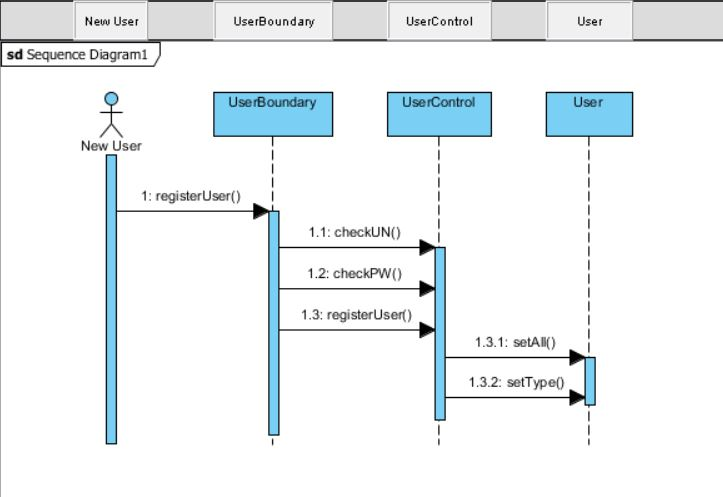 New User
UserBoundary
UserControl
User
sd Sequence Diagram1
UserBoundary
UserControl
User
New User
1: registerUser()
1.1: checkUN()
1.2: checkPW()
1.3: registerUser()
1.3.1: setAll()
1.3.2: setType()